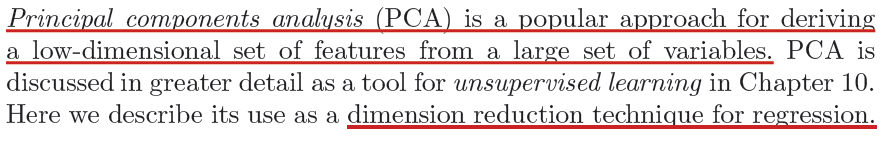 Principal components analysis (PCA) is a popular approach for deriving
a low-dimensional set of features from a large set of variables. PCA is
discussed in greater detail as a tool for unsupervised learning in Chapter 10.
Here we describe its use as a dimension reduction technique for regression.